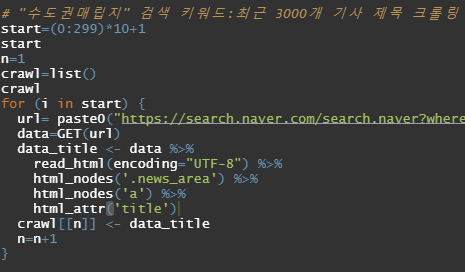 # "수도권매립지" 검색 키워드:최근 3000개 기사 제목 크롤링
start=(0:299)*10+1
start
n=1
crawl=list()
crawl
for (i in start) {
  url= paste0("https://search.naver.com/search.naver?where
  data=GET(url)
  data_title <- data %>%
    read_html(encoding="UTF-8") %>%
    html_nodes('.news_area') %>%
    html_nodes('a') %>%
    html_attr('title')
  crawl[[n]] <- data_title
  n=n+1
}